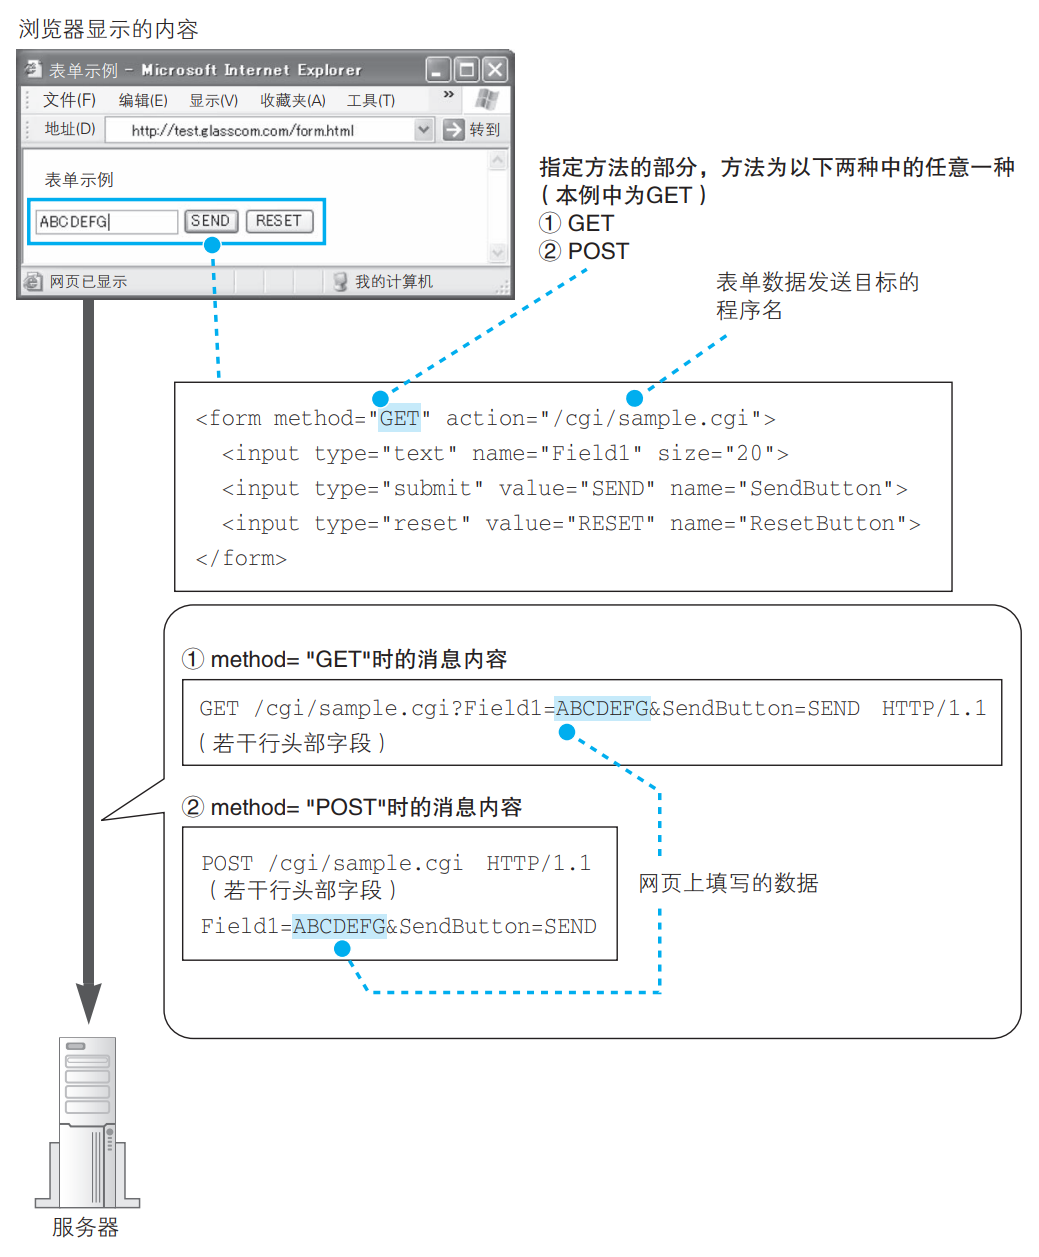 浏览器显示的内容
表单示例 - Microsoft Internet Explorer
文件(F) 编辑(E) 显示(V) 收藏夹(A) 工具(T) »
地址(D) http://test.glasscom.com/form.html 转到
表单示例
ABCDEFG SEND RESET
网页已显示 我的计算机
指定方法的部分，方法为以下两种中的任意一种
（本例中为GET）
① GET
② POST
表单数据发送目标的
程序名
<form method="GET" action="/cgi/sample.cgi">
<input type="text" name="Field1" size="20">
<input type="submit" value="SEND" name="SendButton">
<input type="reset" value="RESET" name="ResetButton">
</form>
① method= "GET"时的消息内容
GET /cgi/sample.cgi?Field1=ABCDEFG&SendButton=SEND HTTP/1.1
（若干行头部字段）
② method= "POST"时的消息内容
POST /cgi/sample.cgi HTTP/1.1
（若干行头部字段）
Field1=ABCDEFG&SendButton=SEND
网页上填写的数据
服务器